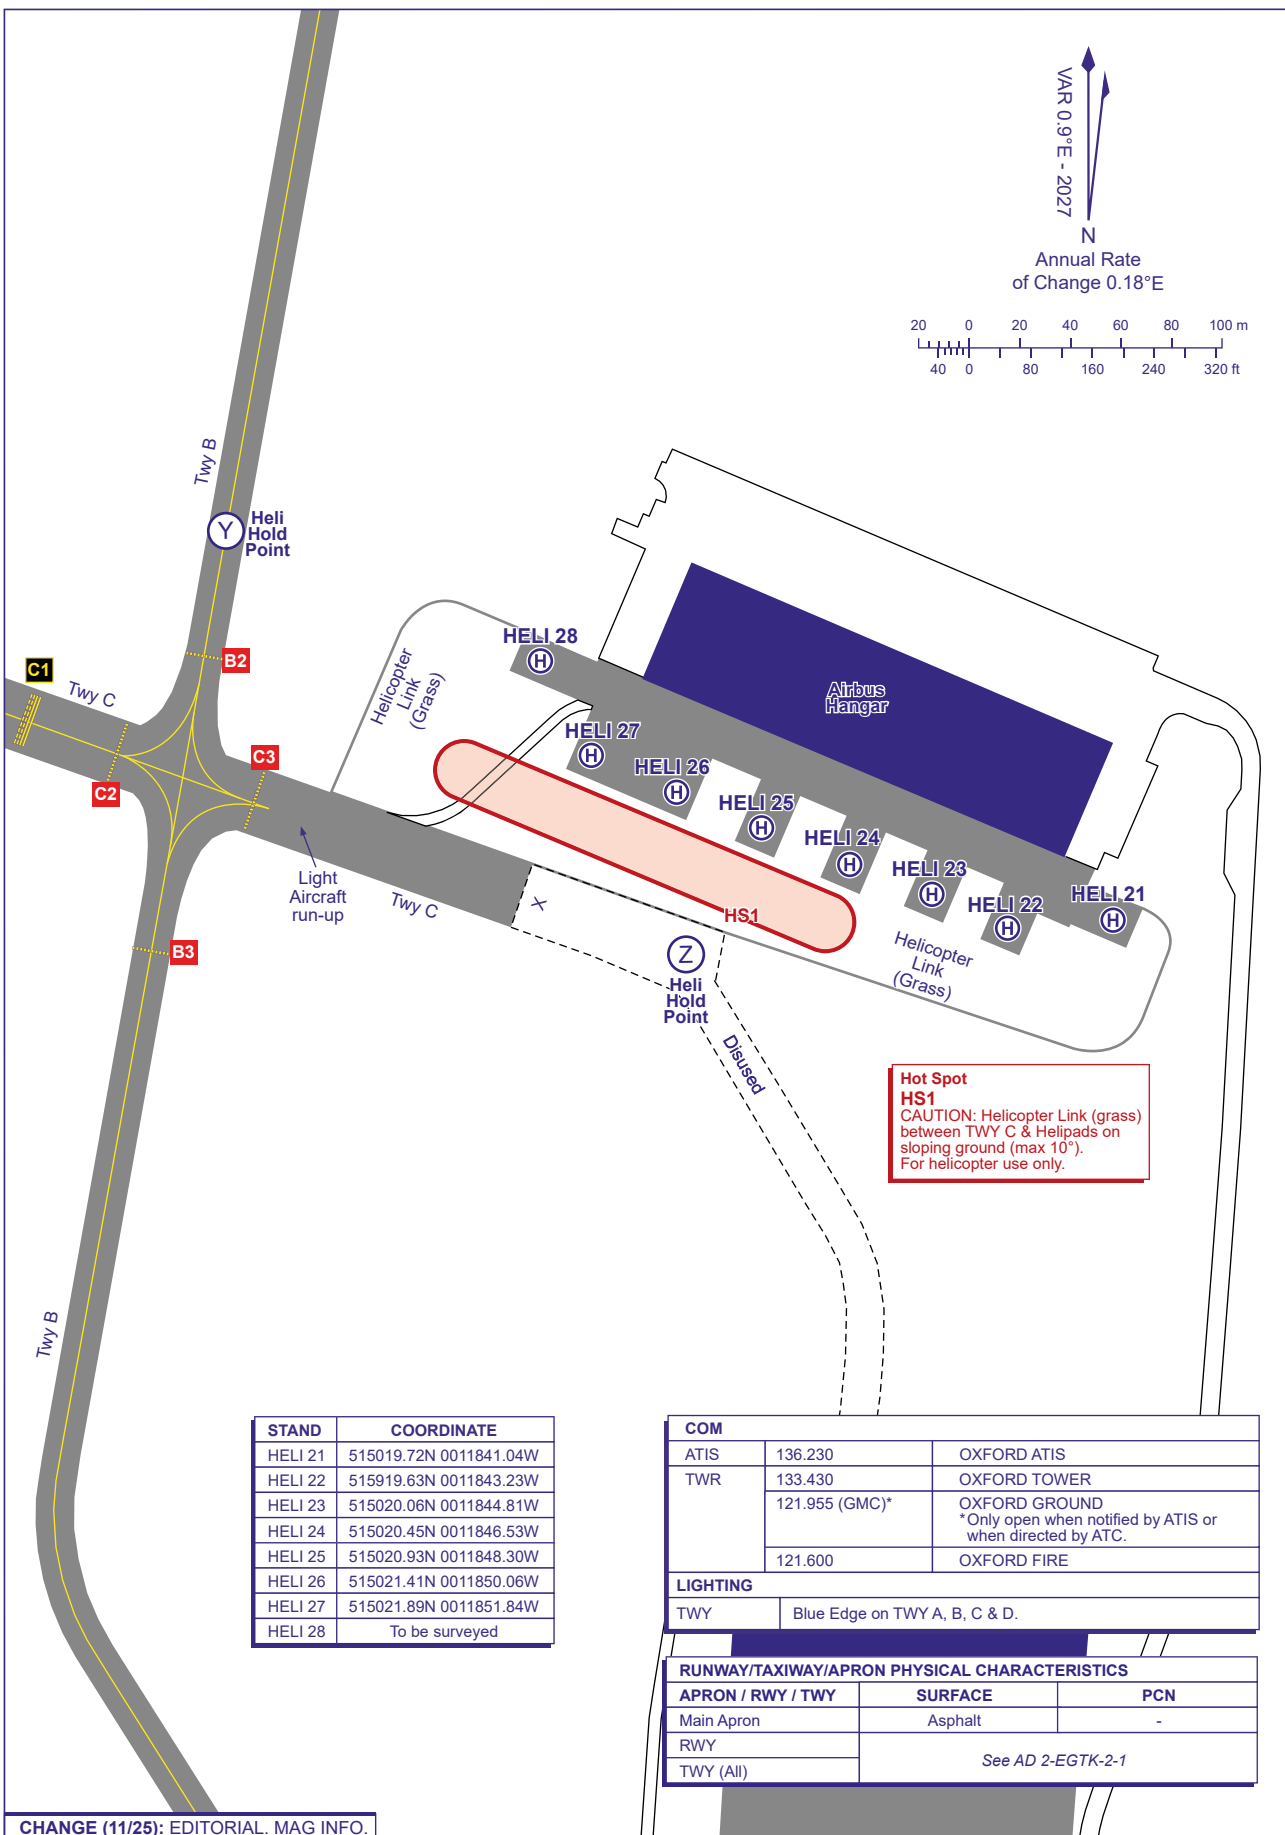 VAR 0.9°E - 2027
N
Annual Rate
of Change 0.18°E
20 0 20 40 60 80 100 m
40 0 80 160 240 320 ft
Twy B
Y
Heli
Hold
Point
HELI 28
H
Airbus
Hangar
Helicopter
Link
(Grass)
B2
C1
Twy C
HELI 27
H
C3
HELI 26
H
C2
HELI 25
H
HELI 24
H
HELI 23
H
HELI 22
H
HELI 21
H
Light
Aircraft
run-up
Twy C
X
HS1
Z
Heli
Hold
Point
Helicopter
Link
(Grass)
B3
Disused
Hot Spot
HS1
CAUTION: Helicopter Link (grass)
between TWY C & Helipads on
sloping ground (max 10°).
For helicopter use only.
Twy B
STAND COORDINATE
HELI 21 515019.72N 0011841.04W
HELI 22 515919.63N 0011843.23W
HELI 23 515020.06N 0011844.81W
HELI 24 515020.45N 0011846.53W
HELI 25 515020.93N 0011848.30W
HELI 26 515021.41N 0011850.06W
HELI 27 515021.89N 0011851.84W
HELI 28 To be surveyed
COM
ATIS 136.230 OXFORD ATIS
TWR 133.430 OXFORD TOWER
121.955 (GMC)* OXFORD GROUND
*Only open when notified by ATIS or
when directed by ATC.
121.600 OXFORD FIRE
LIGHTING
TWY Blue Edge on TWY A, B, C & D.
RUNWAY/TAXIWAY/APRON PHYSICAL CHARACTERISTICS
APRON / RWY / TWY SURFACE PCN
Main Apron Asphalt -
RWY
See AD 2-EGTK-2-1
TWY (All)
CHANGE (11/25): EDITORIAL. MAG INFO.